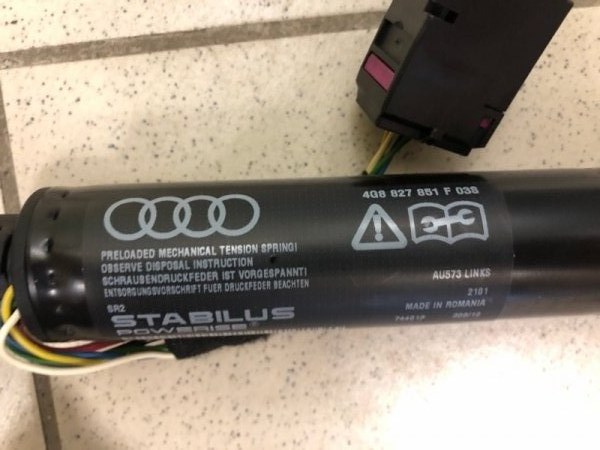 4G8 827 851 F 03S
PRELOADED MECHANICAL TENSION SPRING!
OBSERVE DISPOSAL INSTRUCTION
SCHRAUBENDRUCKFEDER IST VORGESPANNT!
ENTSORGUNGSVORSCHRIFT FUER DRUCKFEDER BEACHTEN
SR2
STABILUS
POWERISE
AU573 LINKS
2101
MADE IN ROMANIA